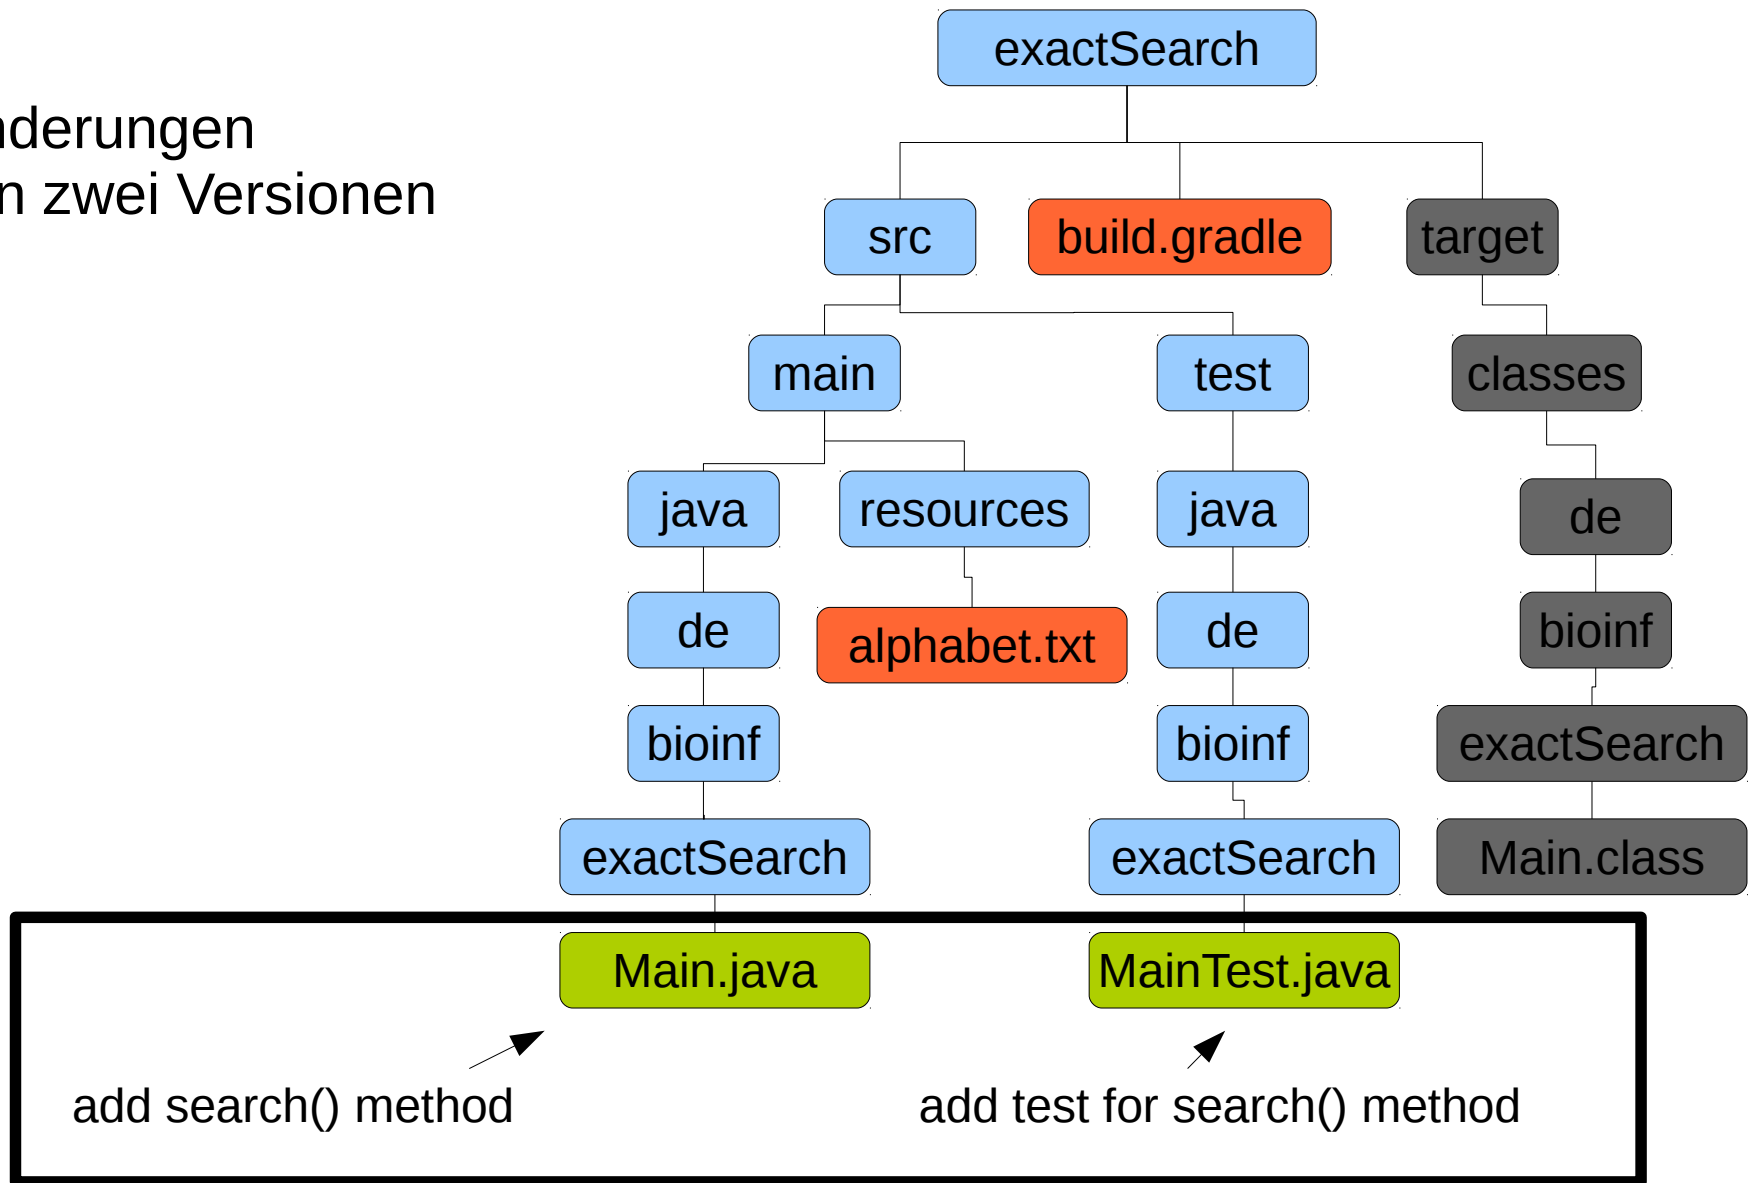 exactSearch
nderungen
n zwei Versionen
src
build.gradle
target
main
test
classes
java
resources
java
de
de
alphabet.txt
de
bioinf
bioinf
bioinf
exactSearch
exactSearch
exactSearch
Main.class
Main.java
MainTest.java
add search() method
add test for search() method